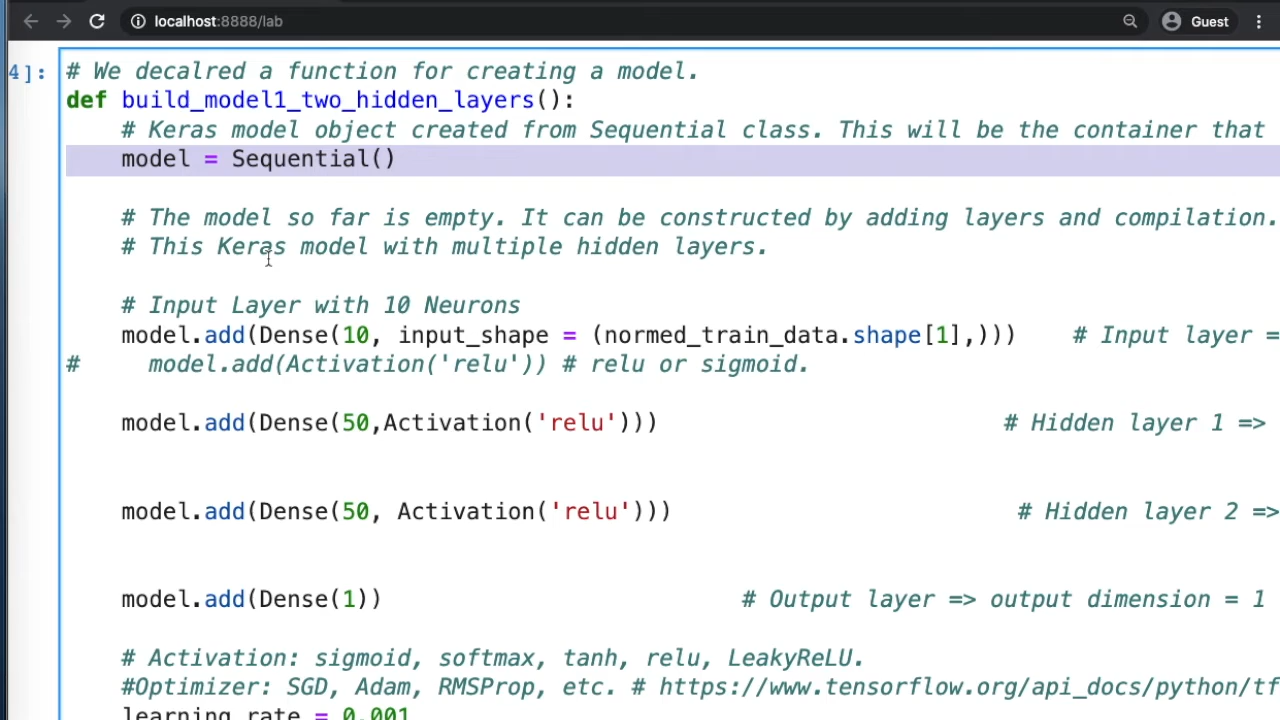 localhost:8888/lab
Guest
4]:
# We decalred a function for creating a model.
def build_model1_two_hidden_layers():
# Keras model object created from Sequential class. This will be the container that
model = Sequential()
# The model so far is empty. It can be constructed by adding layers and compilation.
# This Keras model with multiple hidden layers.
# Input Layer with 10 Neurons
model.add(Dense(10, input_shape = (normed_train_data.shape[1],))) # Input layer =
# model.add(Activation('relu')) # relu or sigmoid.
model.add(Dense(50,Activation('relu'))) # Hidden layer 1 =>
model.add(Dense(50, Activation('relu'))) # Hidden layer 2 =>
model.add(Dense(1)) # Output layer => output dimension = 1
# Activation: sigmoid, softmax, tanh, relu, LeakyReLU.
#Optimizer: SGD, Adam, RMSProp, etc. # https://www.tensorflow.org/api_docs/python/tf
learning_rate = 0.001